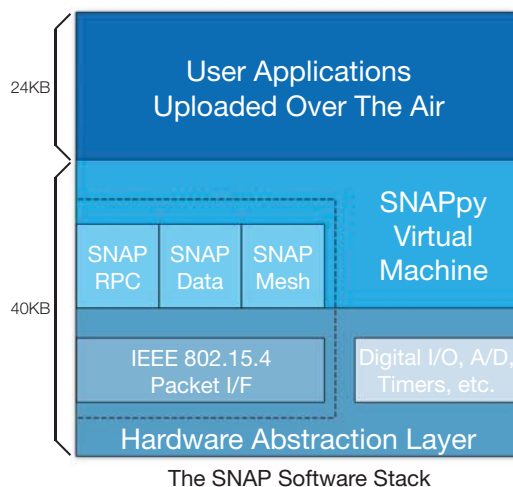 24KB
User Applications
Uploaded Over The Air
SNAPpy
Virtual
Machine
SNAP
RPC
SNAP
Data
SNAP
Mesh
40KB
IEEE 802.15.4
Packet I/F
Digital I/O, A/D,
Timers, etc.
Hardware Abstraction Layer
The SNAP Software Stack